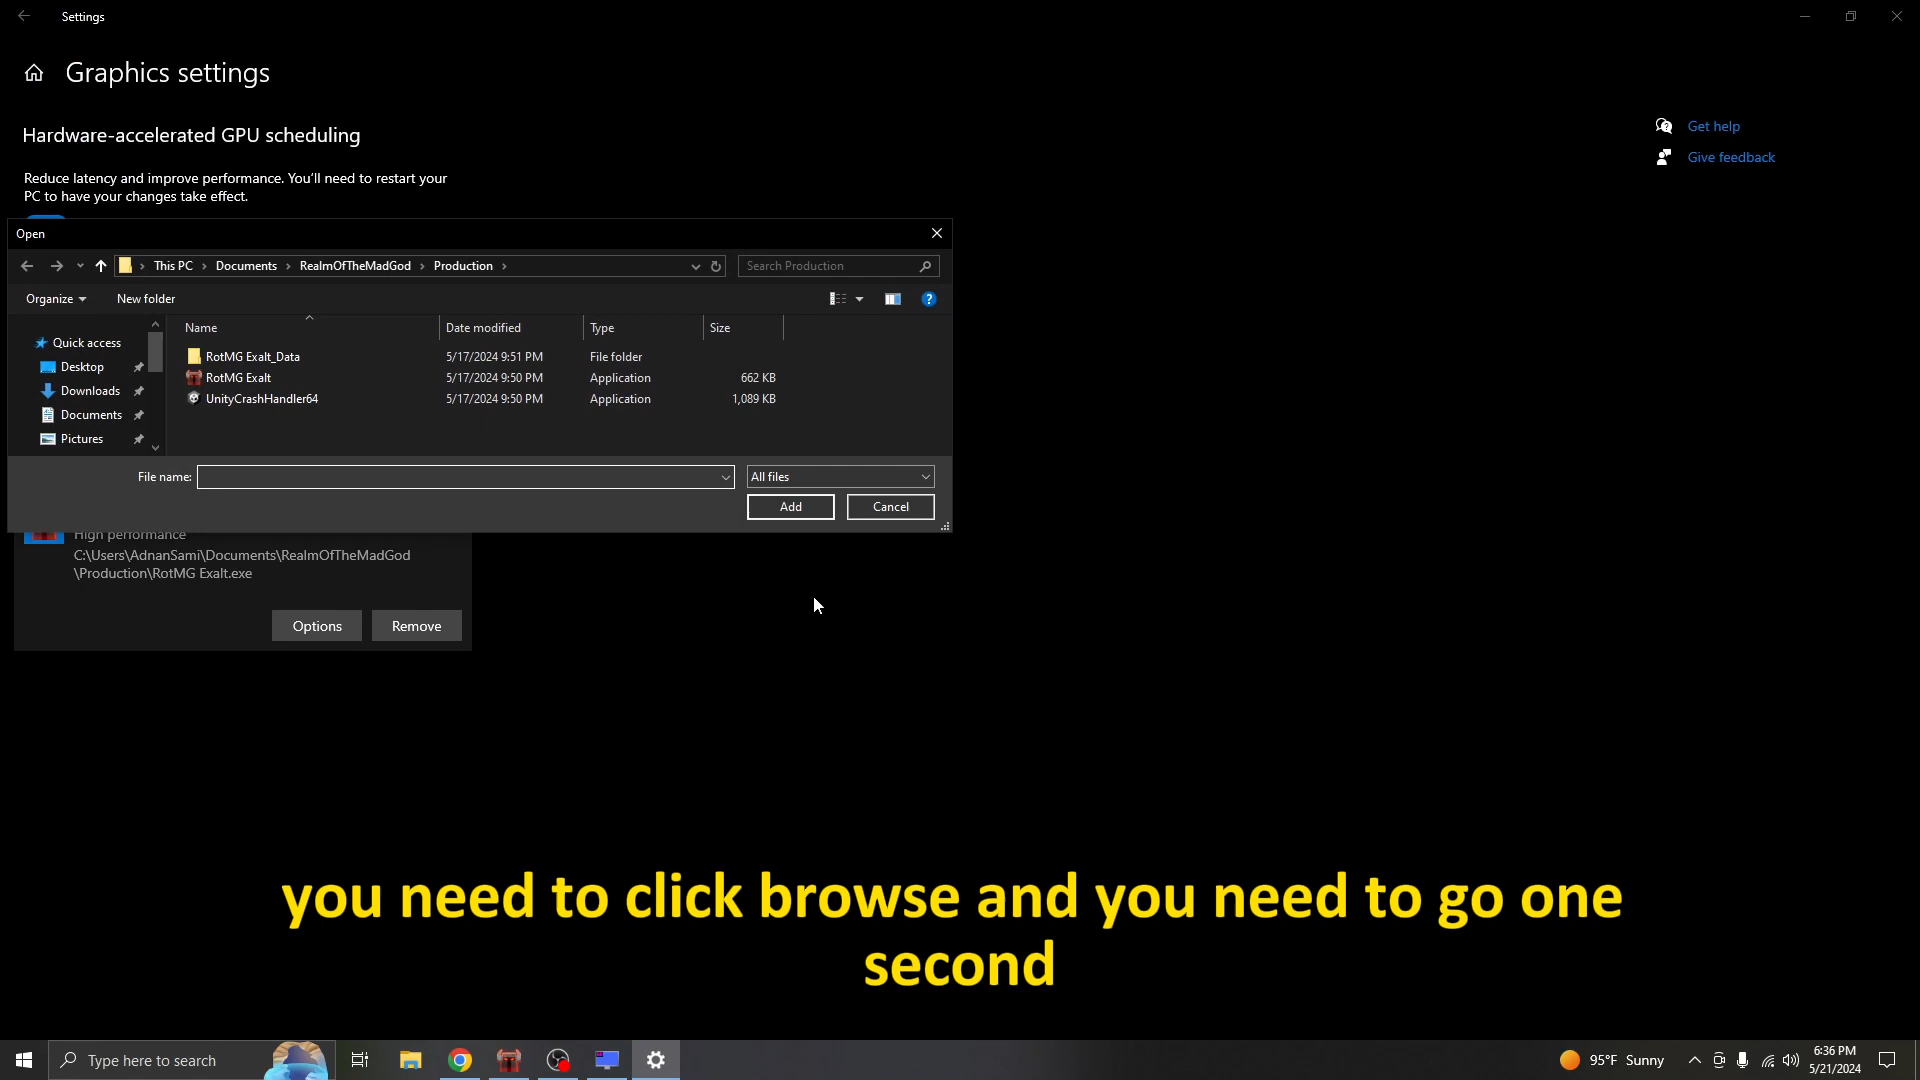 Settings
Graphics settings
Hardware-accelerated GPU scheduling
Get help
Reduce latency and improve performance. You'll need to restart your
PC to have your changes take effect.
Give feedback
Open
This PC > Documents > RealmOfTheMadGod > Production >
Search Production
Organize
New folder
Name Date modified Type Size
Quick access
Desktop
Downloads
Documents
Pictures
RotMG Exalt_Data 5/17/2024 9:51 PM File folder
RotMG Exalt 5/17/2024 9:50 PM Application 662 KB
UnityCrashHandler64 5/17/2024 9:50 PM Application 1,089 KB
File name:
All files
Add
Cancel
High performance
C:\Users\AdnanSami\Documents\RealmOfTheMadGod
\Production\RotMG Exalt.exe
Options
Remove
you need to click browse and you need to go one
second
Type here to search
95°F Sunny
6:36 PM
5/21/2024